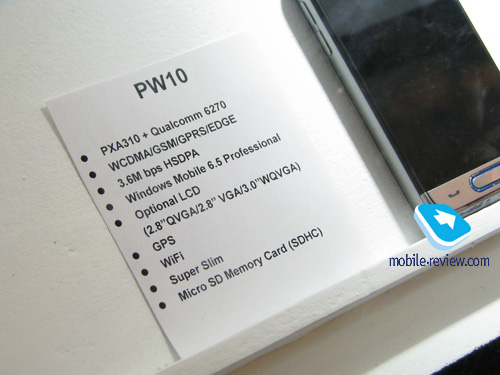 PW10
PXA310 + Qualcomm 6270
WCDMA/GSM/GPRS/EDGE
3.6M bps HSDPA
Windows Mobile 6.5 Professional
Optional LCD
(2.8"QVGA/2.8" VGA/3.0"WQVGA)
GPS
WiFi
Super Slim
Micro SD Memory Card (SDHC)
mobile-review.com